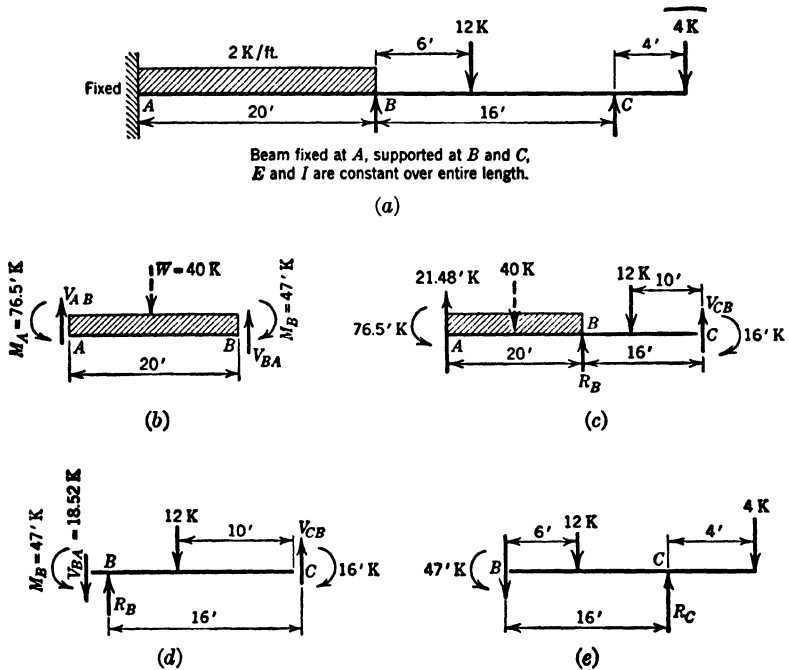 12K
4K
6'
4'
2 K/ft.
Fixed
A
B
C
20'
16'
Beam fixed at A, supported at B and C,
E and I are constant over entire length.
(a)
M_A = 76.5' K
V_AB
W = 40 K
M_B = 47' K
A
B
V_BA
20'
(b)
21.48' K
40 K
12 K
10'
V_CB
76.5' K
A
B
C
16' K
20'
16'
R_B
(c)
M_B = 47' K
V_BA = 18.52 K
12 K
10'
V_CB
B
C
16' K
R_B
16'
(d)
4 K
6'
12 K
4'
47' K
B
C
16'
R_C
(e)